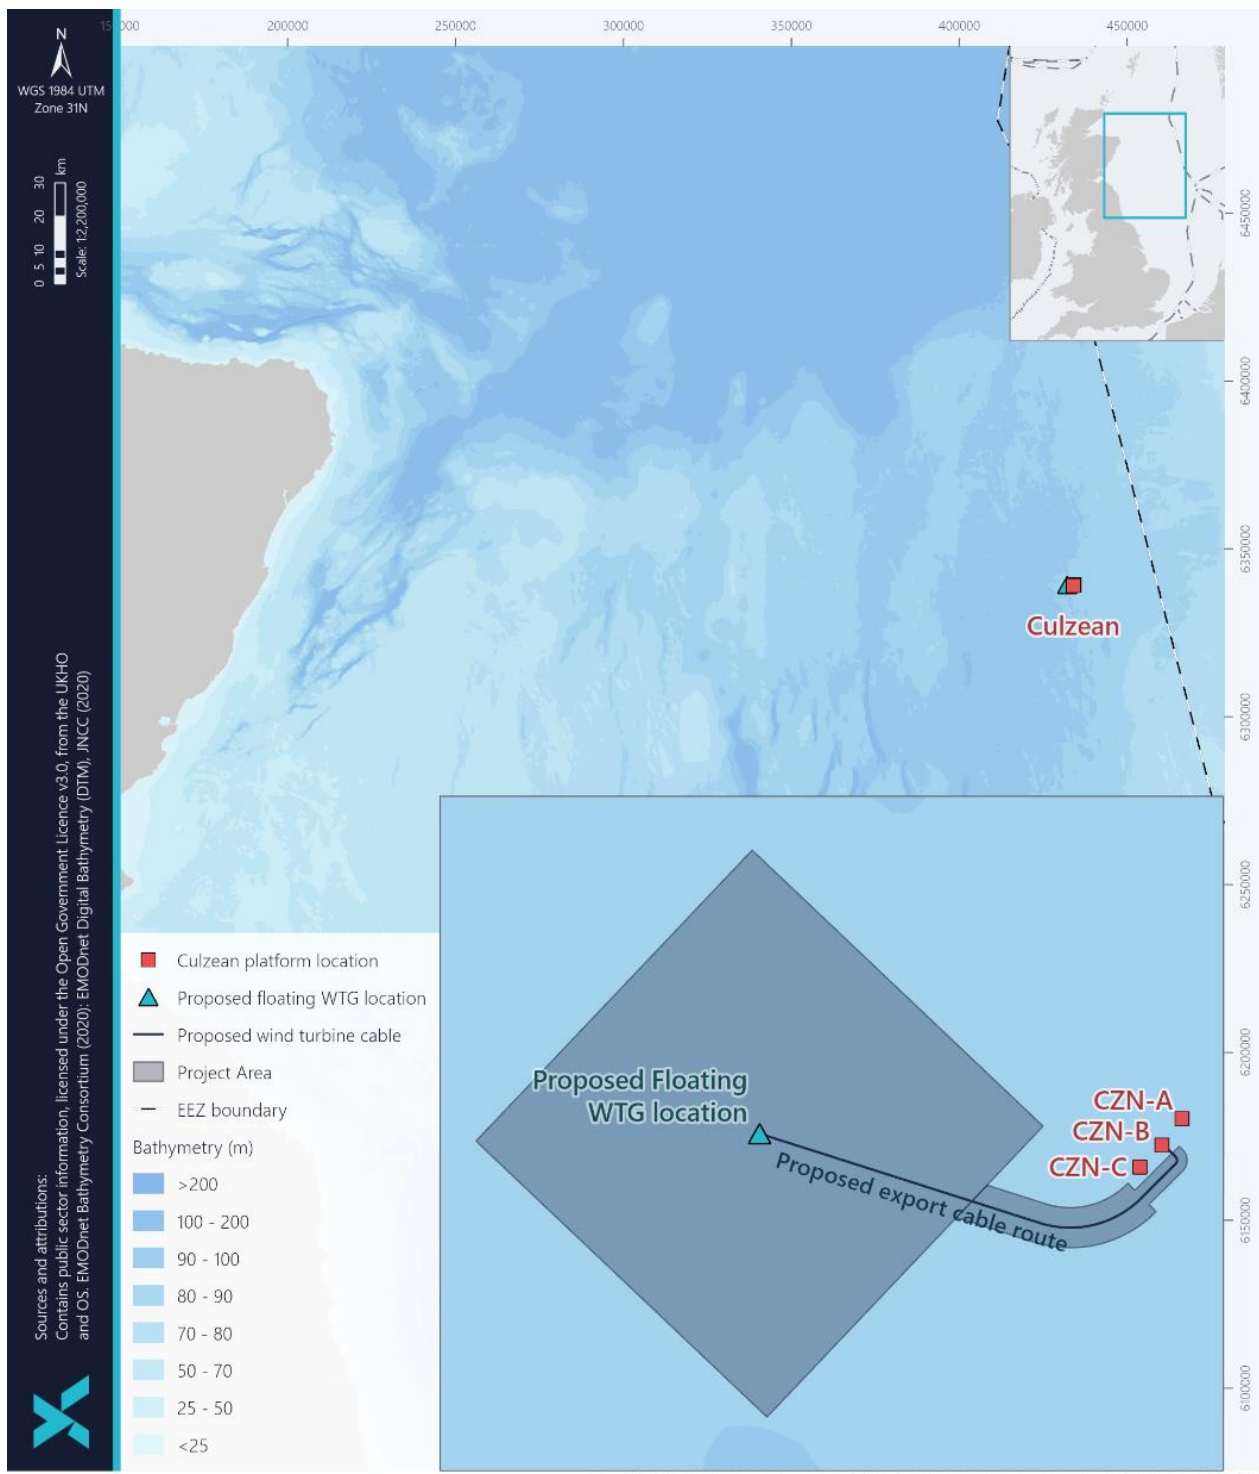 150000
200000
250000
300000
350000
400000
450000
N
WGS 1984 UTM
Zone 31N
0 5 10 20 30
km
Scale: 1:2,200,000
6450000
6400000
6350000
6300000
6250000
6200000
6150000
6100000
Culzean
Proposed Floating
WTG location
Proposed export cable route
CZN-A
CZN-B
CZN-C
Culzean platform location
Proposed floating WTG location
Proposed wind turbine cable
Project Area
EEZ boundary
Bathymetry (m)
>200
100 - 200
90 - 100
80 - 90
70 - 80
50 - 70
25 - 50
<25
Sources and attributions:
Contains public sector information, licensed under the Open Government Licence v3.0, from the UKHO
and OS. EMODnet Bathymetry Consortium (2020): EMODnet Digital Bathymetry (DTM), JNCC (2020)